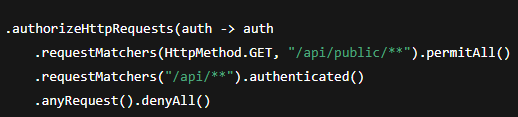 .authorizeHttpRequests(auth -> auth
    .requestMatchers(HttpMethod.GET, "/api/public/**").permitAll()
    .requestMatchers("/api/**").authenticated()
    .anyRequest().denyAll()